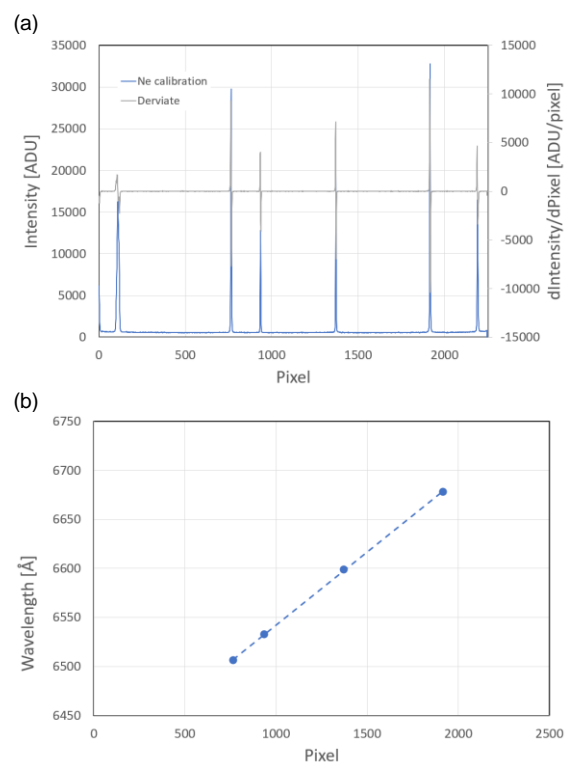 (a)
35000
30000
25000
20000
15000
10000
5000
0
Intensity [ADU]
Ne calibration
Derviate
15000
10000
5000
0
-5000
-10000
-15000
dIntensity/dPixel [ADU/pixel]
0 500 1000 1500 2000
Pixel
(b)
6750
6700
6650
6600
6550
6500
6450
Wavelength [Å]
0 500 1000 1500 2000 2500
Pixel